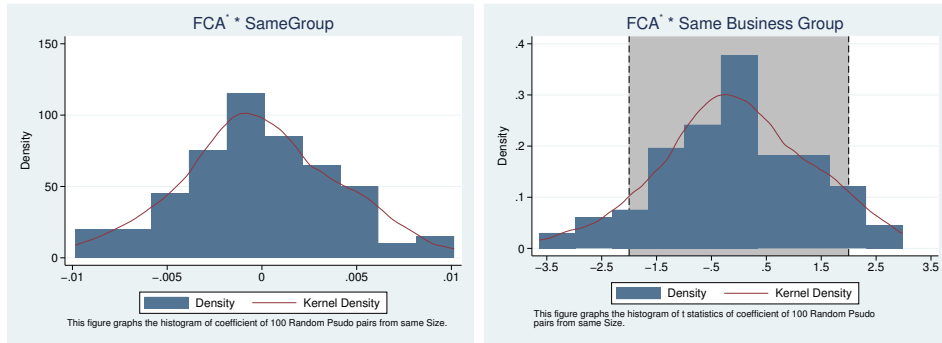 FCA* * SameGroup
150
100
50
0
Density
−.01
−.005
0
.005
.01
Density
Kernel Density
This figure graphs the histogram of coefficient of 100 Random Psudo pairs from same Size.
FCA* * Same Business Group
.4
.3
.2
.1
0
Density
−3.5
−2.5
−1.5
−.5
.5
1.5
2.5
3.5
Density
Kernel Density
This figure graphs the histogram of t statistics of coefficient of 100 Random Psudo
pairs from same Size.